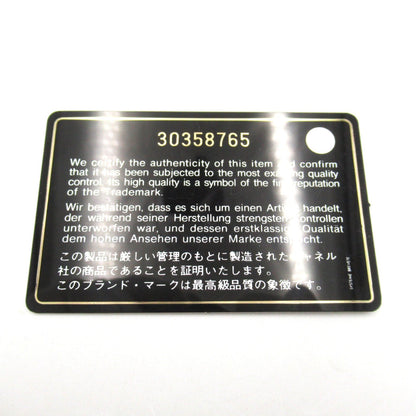 30358765
We certify the authenticity of this item and confirm
that it has been subjected to the most exacting quality
control. Its high quality is a symbol of the fine reputation
of the Trademark.
Wir bestätigen, dass es sich um einen Artikel handelt,
der während seiner Herstellung strengsten Kontrollen
unterworfen war, und dessen erstklassige Qualität
dem hohen Ansehen unserer Marke entspricht.
この製品は厳しい管理のもとに製造されたシャネル
社の商品であることを証明いたします。
このブランド・マークは最高級品質の象徴です。